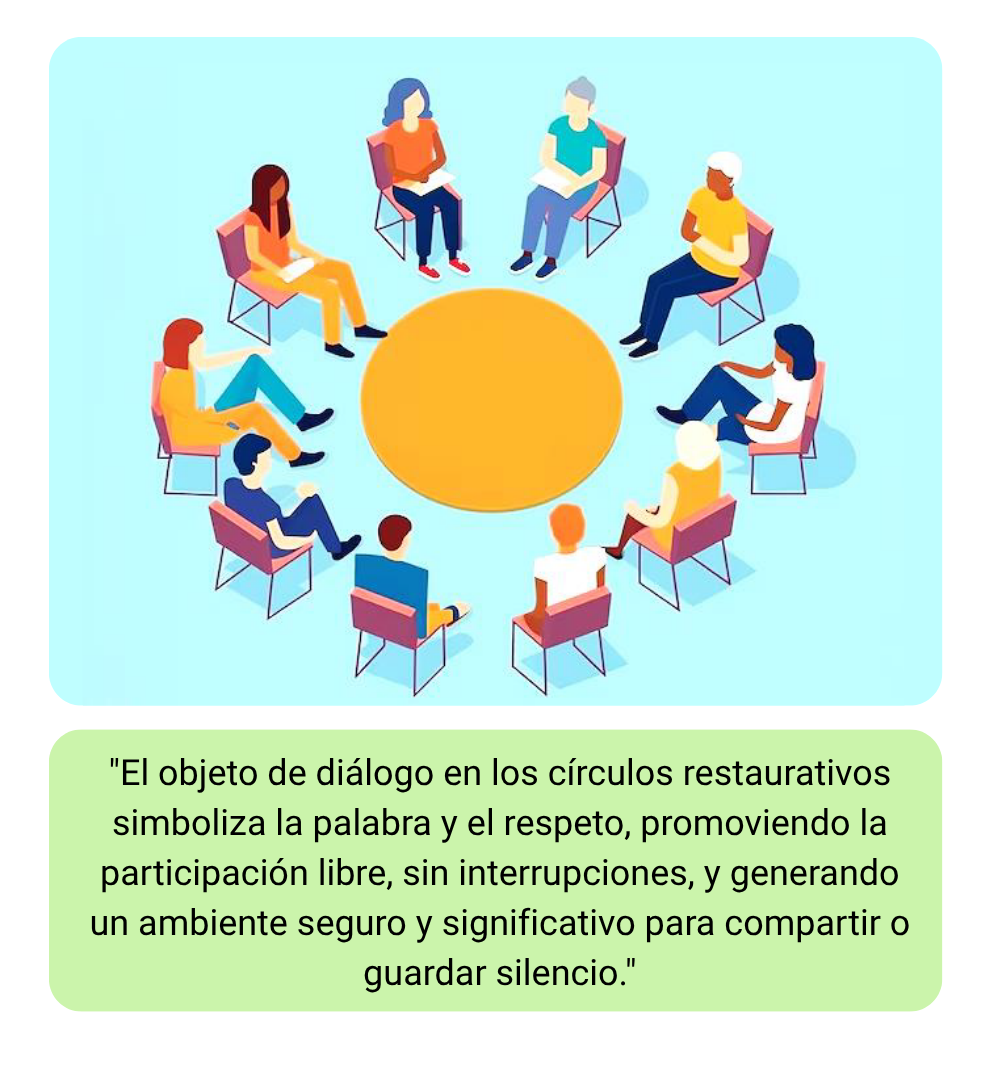 "El objeto de diálogo en los círculos restaurativos
simboliza la palabra y el respeto, promoviendo la
participación libre, sin interrupciones, y generando
un ambiente seguro y significativo para compartir o
guardar silencio."